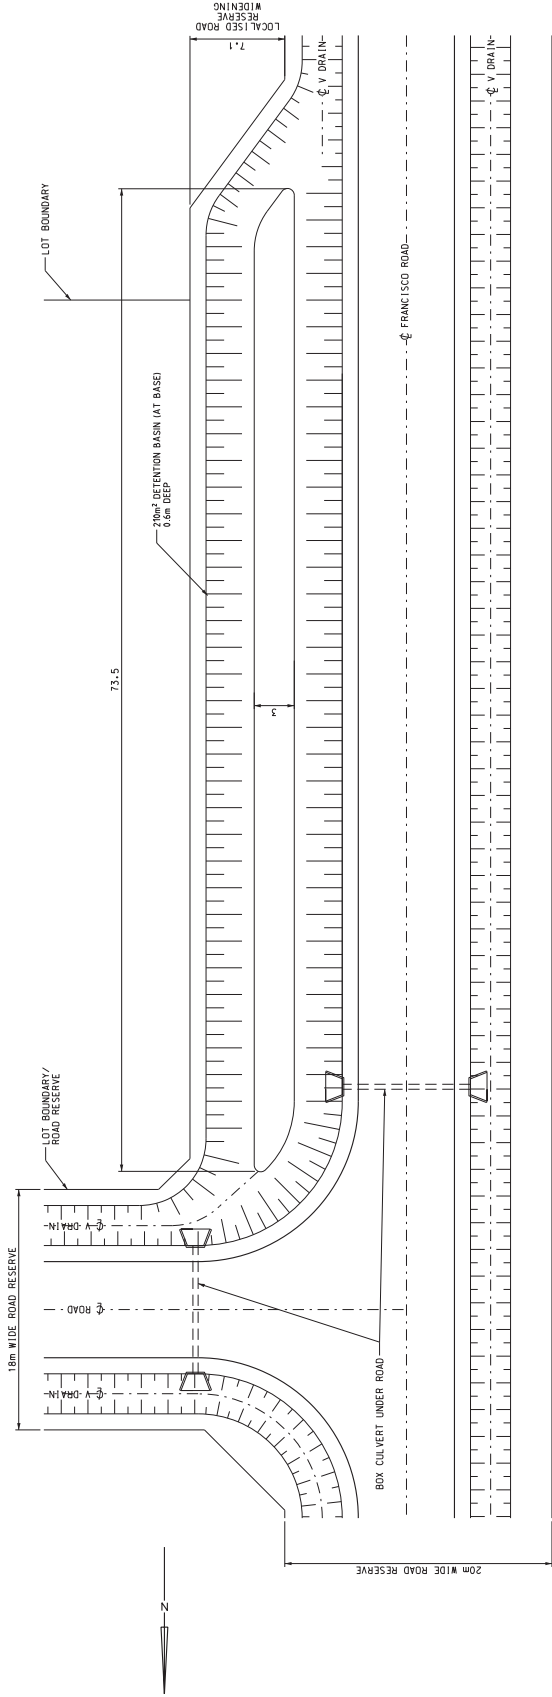 LOCALISED ROAD
RESERVE
WIDENING
7.1
℄ V DRAIN
℄ V DRAIN
LOT BOUNDARY
℄ FRANCISCO ROAD
210m² DETENTION BASIN (AT BASE)
0.6m DEEP
73.5
3
LOT BOUNDARY/
ROAD RESERVE
18m WIDE ROAD RESERVE
℄ V DRAIN
℄ ROAD
℄ V DRAIN
BOX CULVERT UNDER ROAD
20m WIDE ROAD RESERVE
N